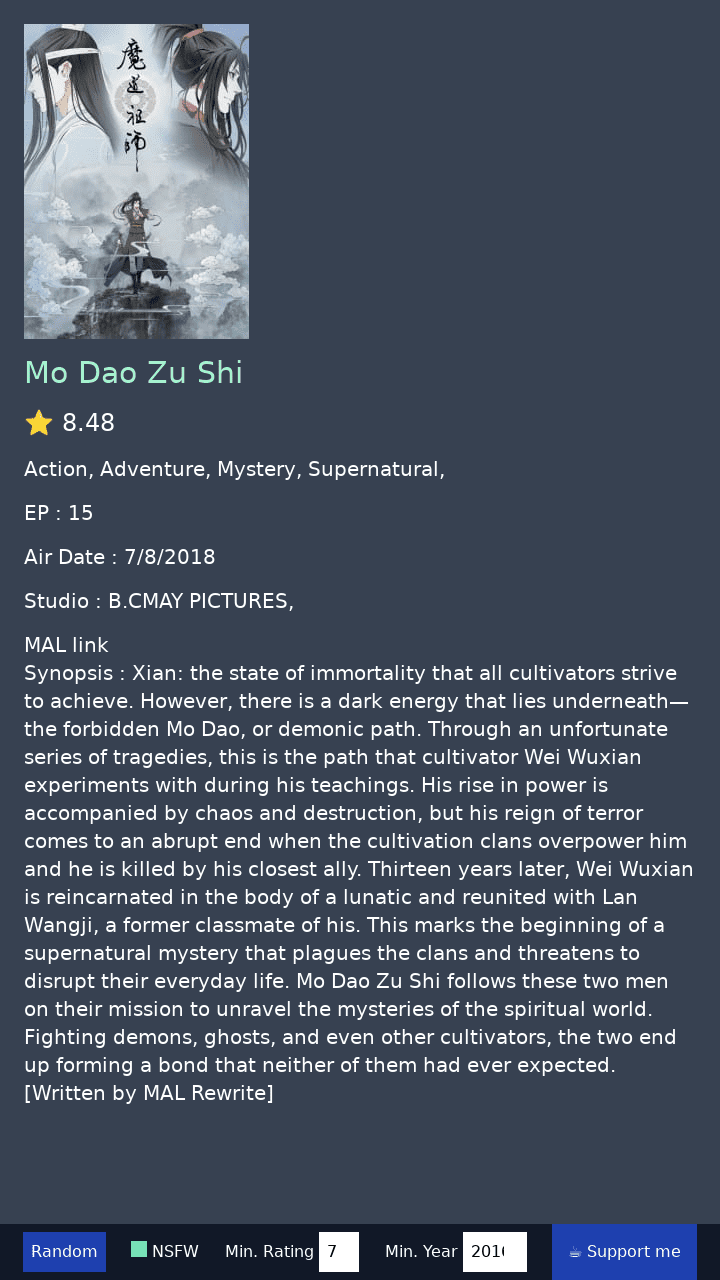 魔
道
祖
师
Mo Dao Zu Shi
⭐ 8.48
Action, Adventure, Mystery, Supernatural,
EP : 15
Air Date : 7/8/2018
Studio : B.CMAY PICTURES,
MAL link
Synopsis : Xian: the state of immortality that all cultivators strive
to achieve. However, there is a dark energy that lies underneath—
the forbidden Mo Dao, or demonic path. Through an unfortunate
series of tragedies, this is the path that cultivator Wei Wuxian
experiments with during his teachings. His rise in power is
accompanied by chaos and destruction, but his reign of terror
comes to an abrupt end when the cultivation clans overpower him
and he is killed by his closest ally. Thirteen years later, Wei Wuxian
is reincarnated in the body of a lunatic and reunited with Lan
Wangji, a former classmate of his. This marks the beginning of a
supernatural mystery that plagues the clans and threatens to
disrupt their everyday life. Mo Dao Zu Shi follows these two men
on their mission to unravel the mysteries of the spiritual world.
Fighting demons, ghosts, and even other cultivators, the two end
up forming a bond that neither of them had ever expected.
[Written by MAL Rewrite]
Random NSFW Min. Rating 7 Min. Year ☕ Support me